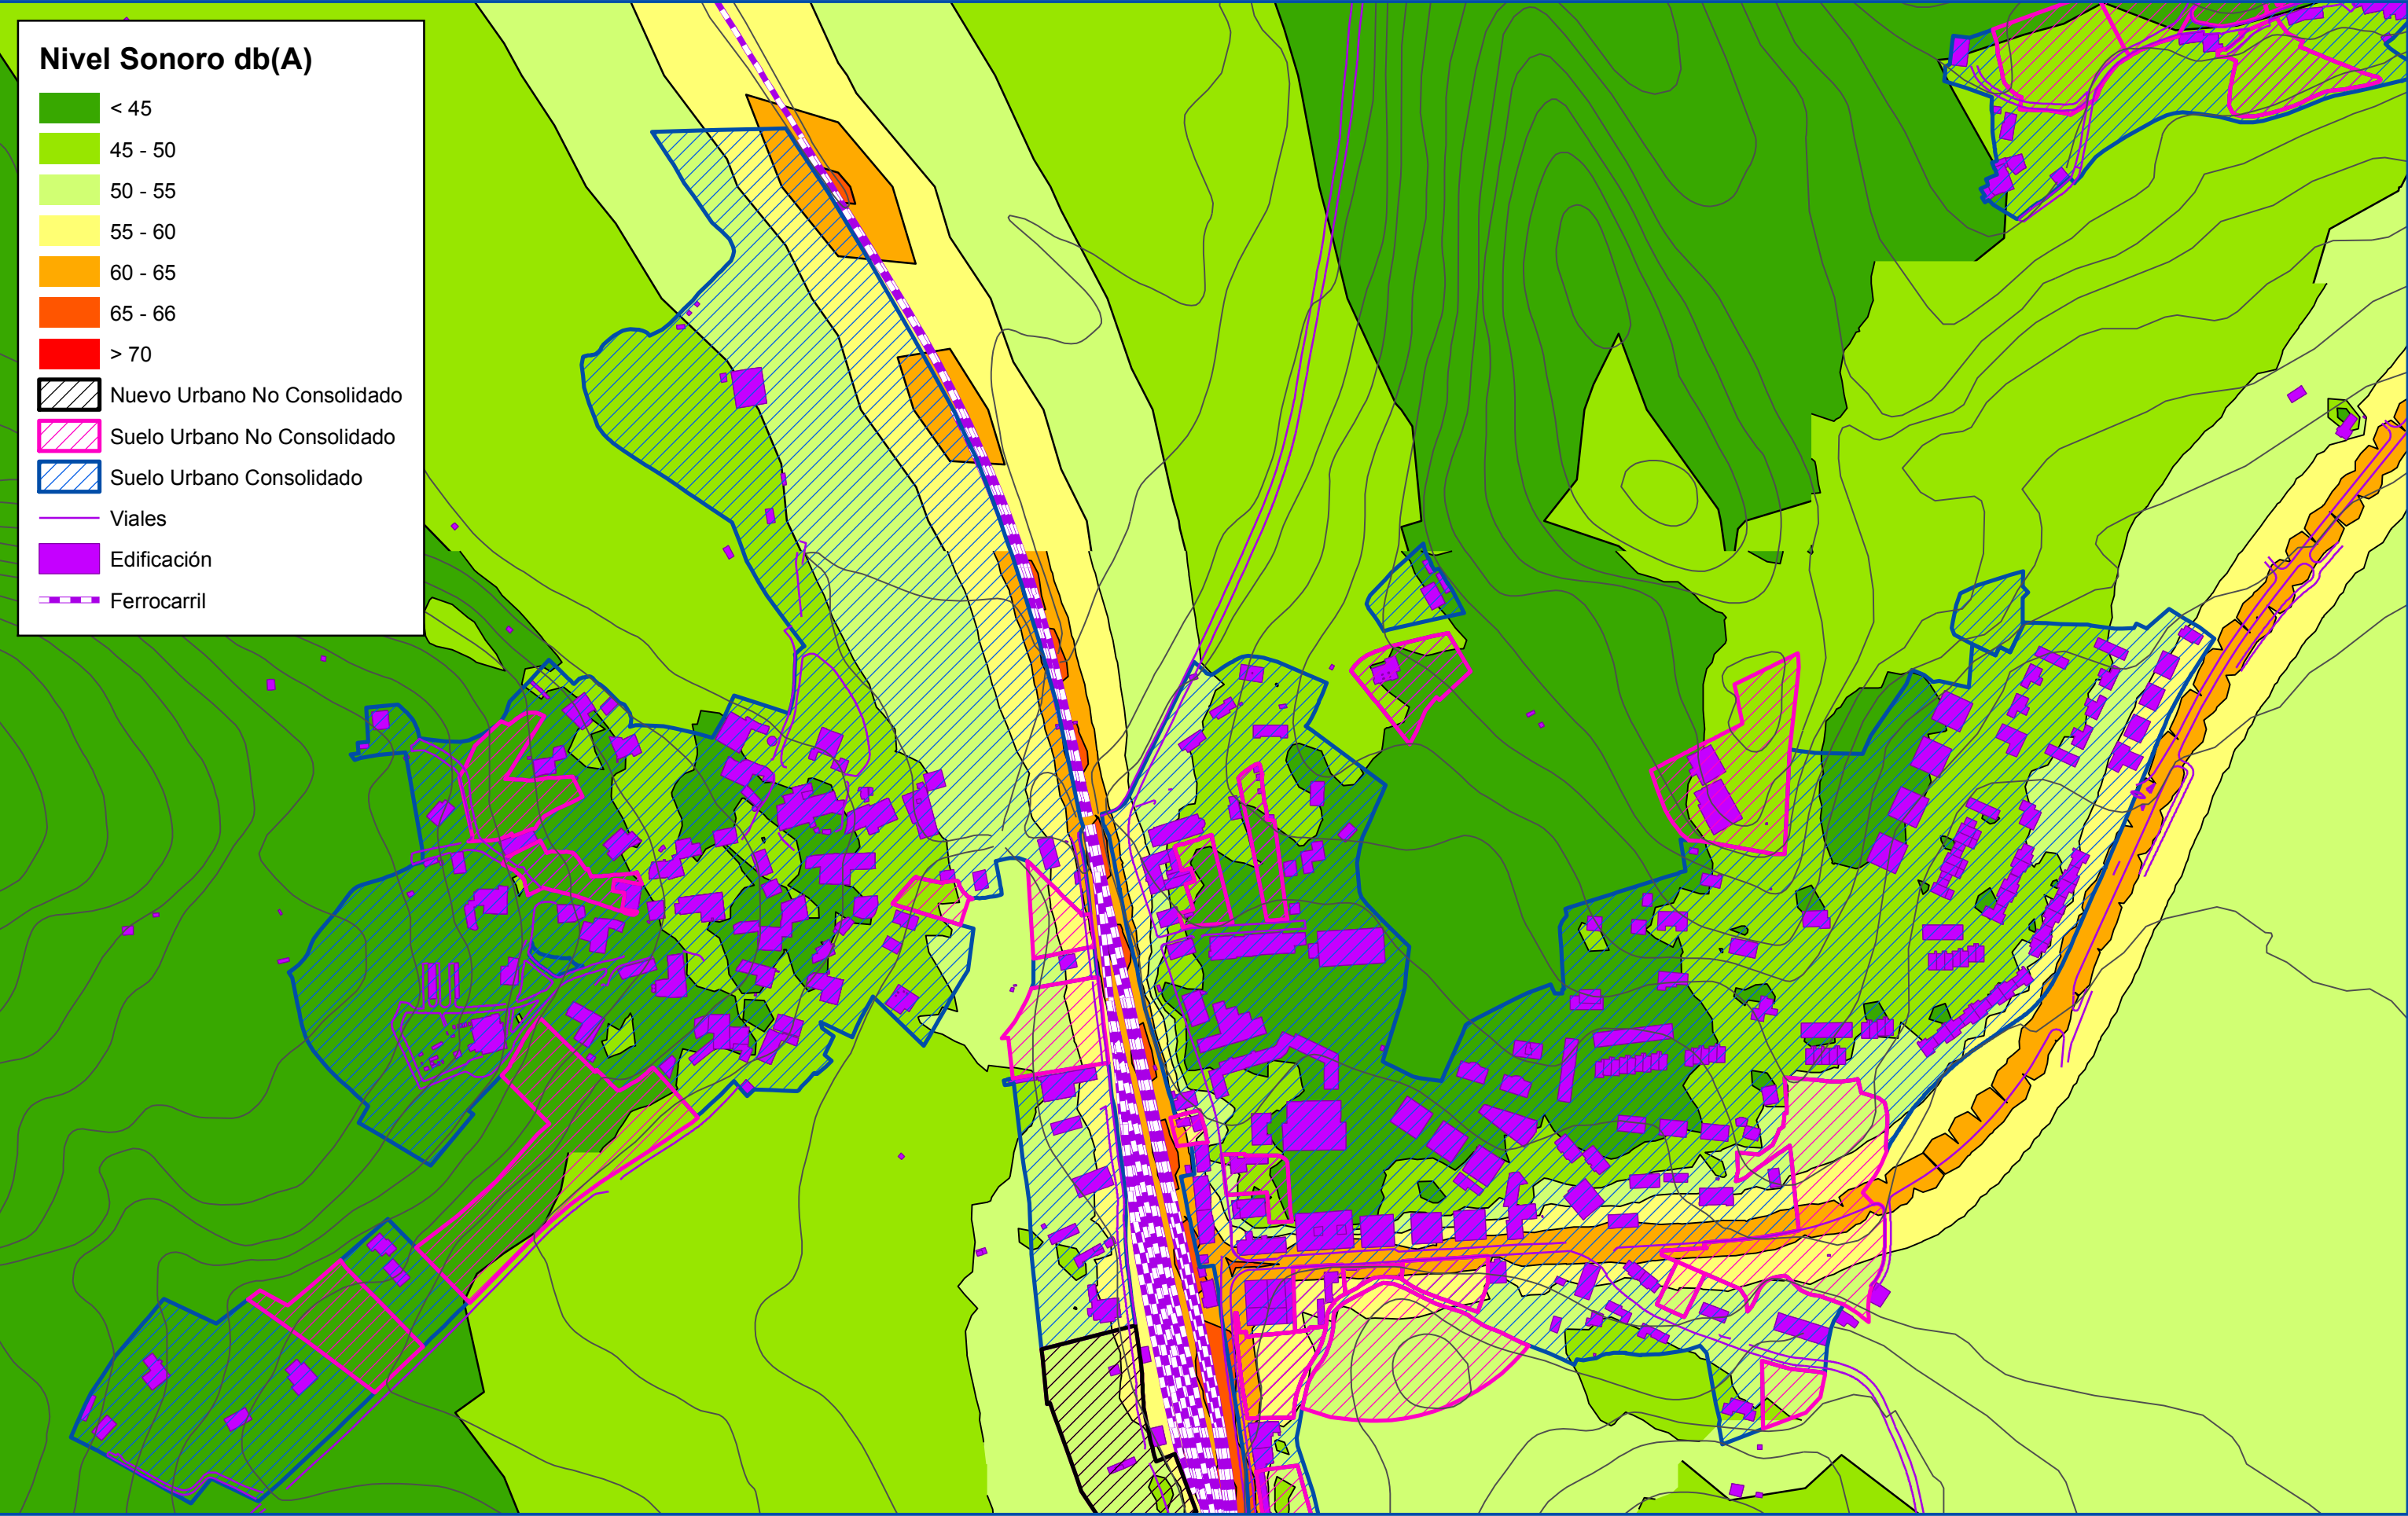 Nivel Sonoro db(A)
< 45
45 - 50
50 - 55
55 - 60
60 - 65
65 - 66
> 70
Nuevo Urbano No Consolidado
Suelo Urbano No Consolidado
Suelo Urbano Consolidado
Viales
Edificación
Ferrocarril